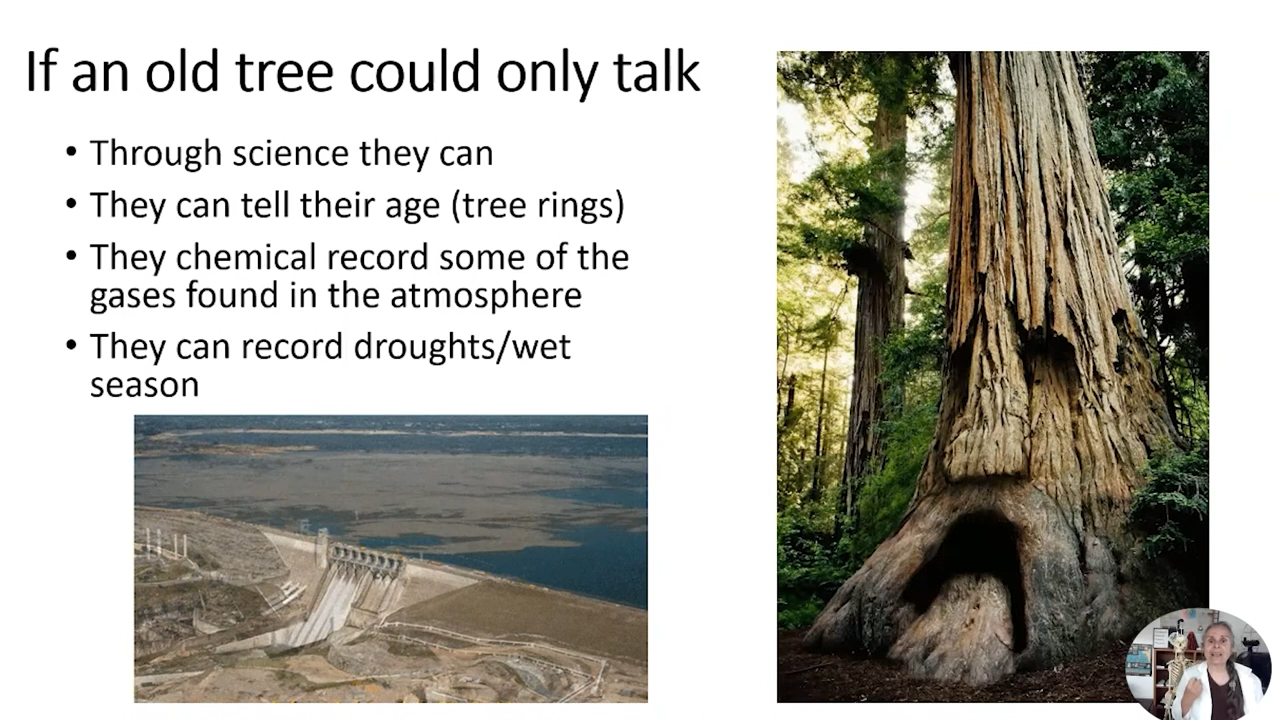 If an old tree could only talk
• Through science they can
• They can tell their age (tree rings)
• They chemical record some of the
gases found in the atmosphere
• They can record droughts/wet
season